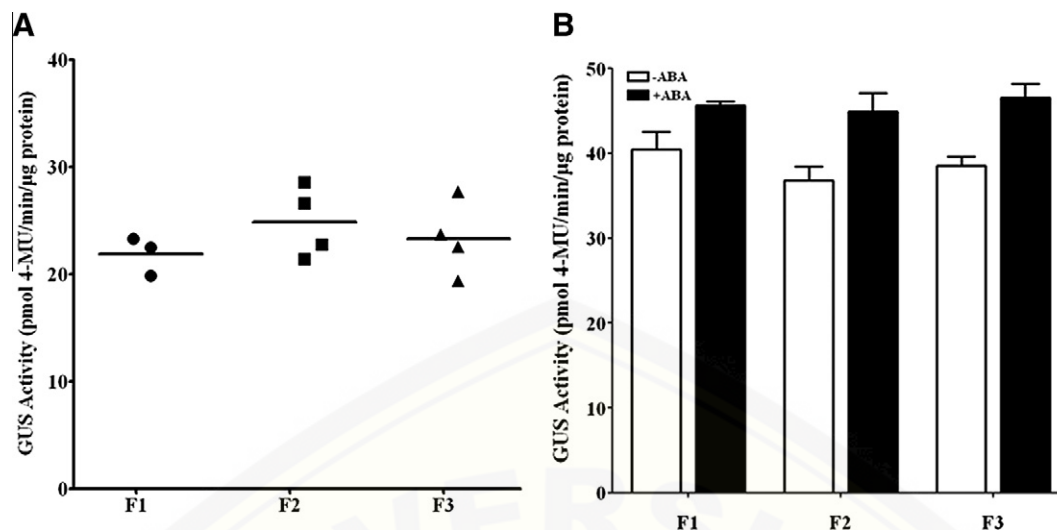 A
GUS Activity (pmol 4-MU/min/µg protein)
40
30
20
10
0
F1 F2 F3
B
GUS Activity (pmol 4-MU/min/µg protein)
50
40
30
20
10
0
-ABA
+ABA
F1 F2 F3
VERS